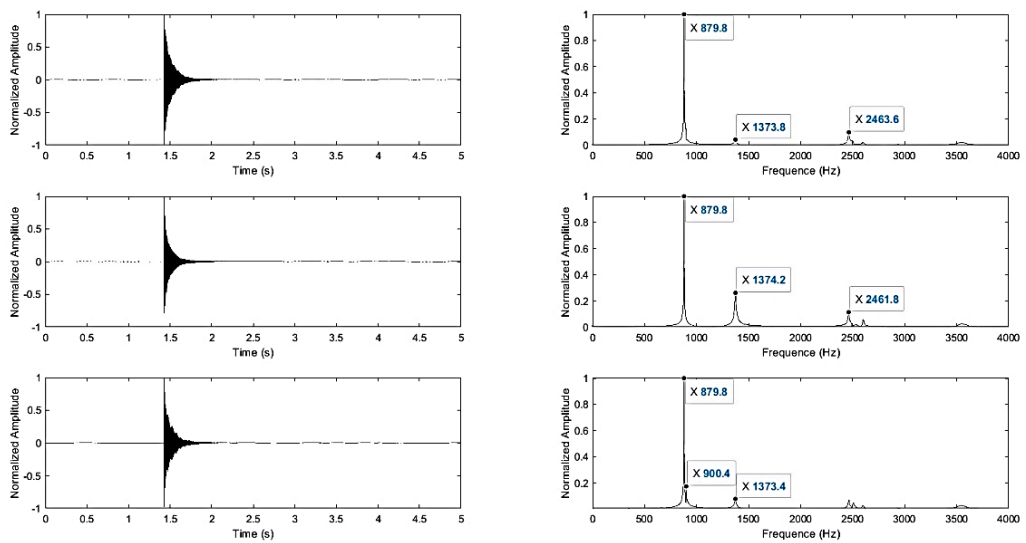 1
0.5
0
-0.5
-1
Normalized Amplitude
0 0.5 1 1.5 2 2.5 3 3.5 4 4.5 5
Time (s)
1
0.8
0.6
0.4
0.2
0
Normalized Amplitude
X 879.8
X 1373.8
X 2463.6
0 500 1000 1500 2000 2500 3000 3500 4000
Frequence (Hz)
1
0.5
0
-0.5
-1
Normalized Amplitude
0 0.5 1 1.5 2 2.5 3 3.5 4 4.5 5
Time (s)
1
0.8
0.6
0.4
0.2
0
Normalized Amplitude
X 879.8
X 1374.2
X 2461.8
0 500 1000 1500 2000 2500 3000 3500 4000
Frequence (Hz)
1
0.5
0
-0.5
-1
Normalized Amplitude
0 0.5 1 1.5 2 2.5 3 3.5 4 4.5 5
Time (s)
1
0.8
0.6
0.4
0.2
Normalized Amplitude
X 879.8
X 900.4
X 1373.4
0 500 1000 1500 2000 2500 3000 3500 4000
Frequence (Hz)